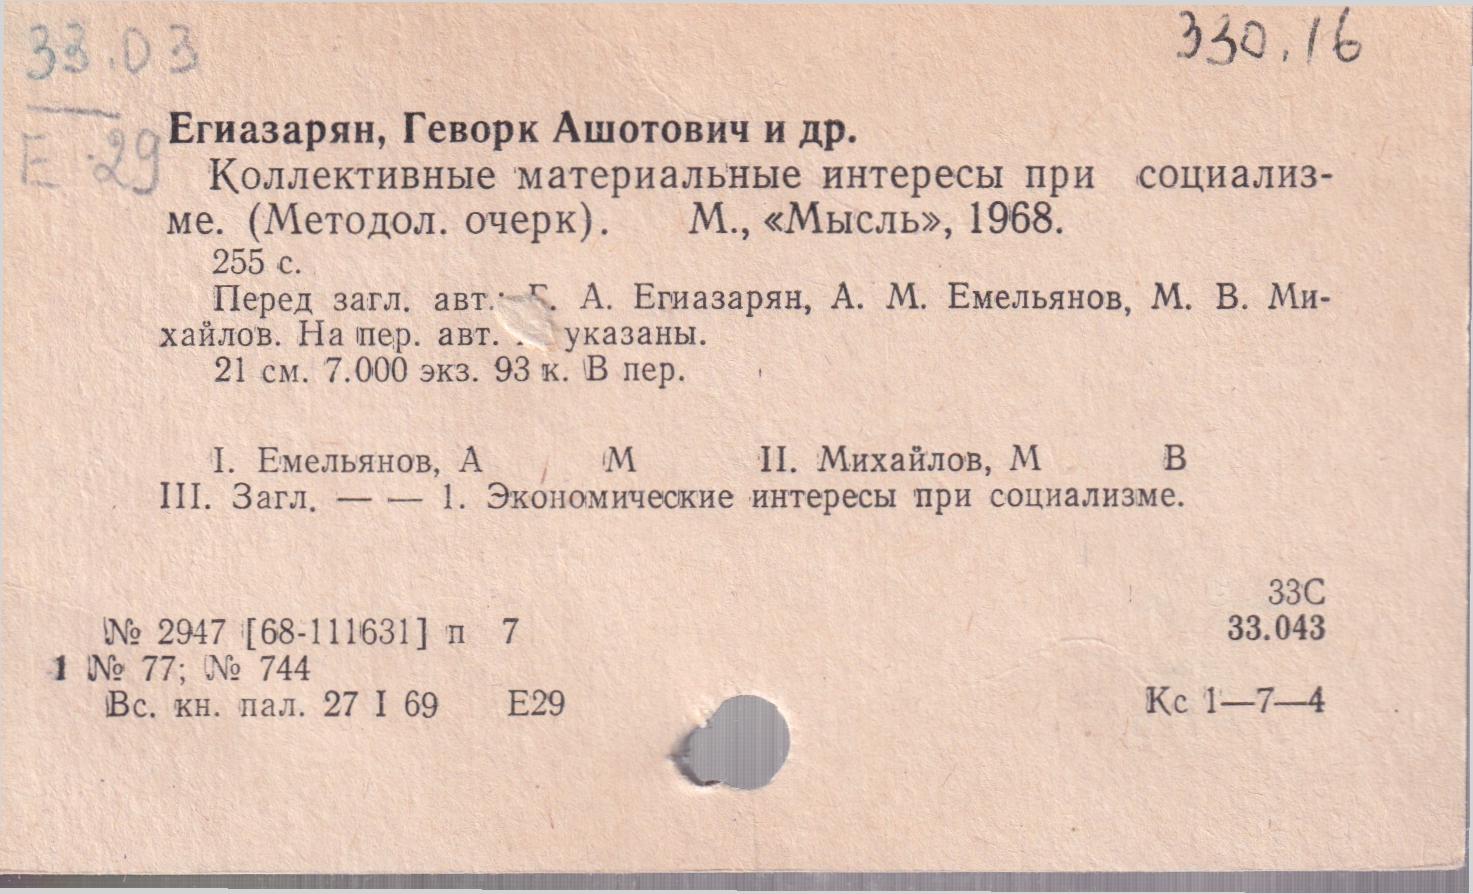 33.03
330.16
Е 29
Егиазарян, Геворк Ашотович и др.
Коллективные материальные интересы при социализ-
ме. (Методол. очерк). М., «Мысль», 1968.
255 с.
Перед загл. авт.: Г. А. Егиазарян, А. М. Емельянов, М. В. Ми-
хайлов. На пер. авт. указаны.
21 см. 7.000 экз. 93 к. В пер.
I. Емельянов, А М II. Михайлов, М В
III. Загл. — — 1. Экономические интересы при социализме.
33С
№ 2947 [68-111631] п 7 33.043
1 № 77; № 744
Вс. кн. пал. 27 I 69 Е29 Кс 1—7—4